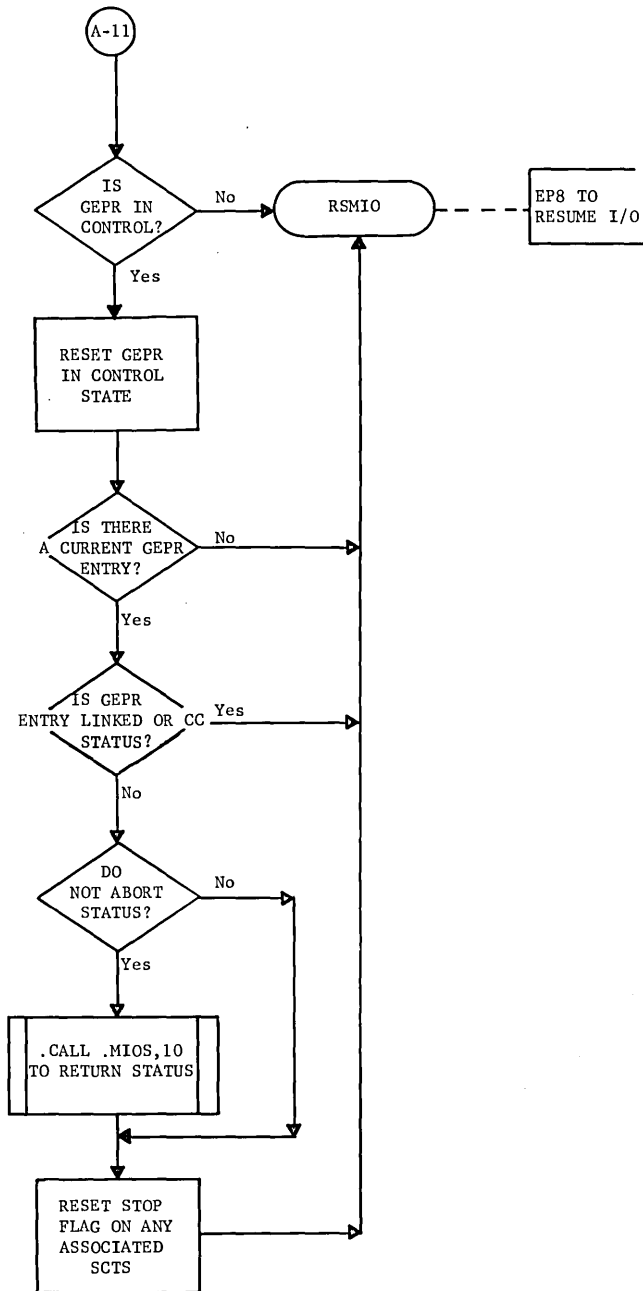 A-11
IS
GEPR IN
CONTROL?
No
RSMIO
EP8 TO
RESUME I/O
Yes
RESET GEPR
IN CONTROL
STATE
IS THERE
A CURRENT GEPR
ENTRY?
No
Yes
IS GEPR
ENTRY LINKED OR CC
STATUS?
Yes
No
DO
NOT ABORT
STATUS?
No
Yes
.CALL .MIOS,10
TO RETURN STATUS
RESET STOP
FLAG ON ANY
ASSOCIATED
SCTS